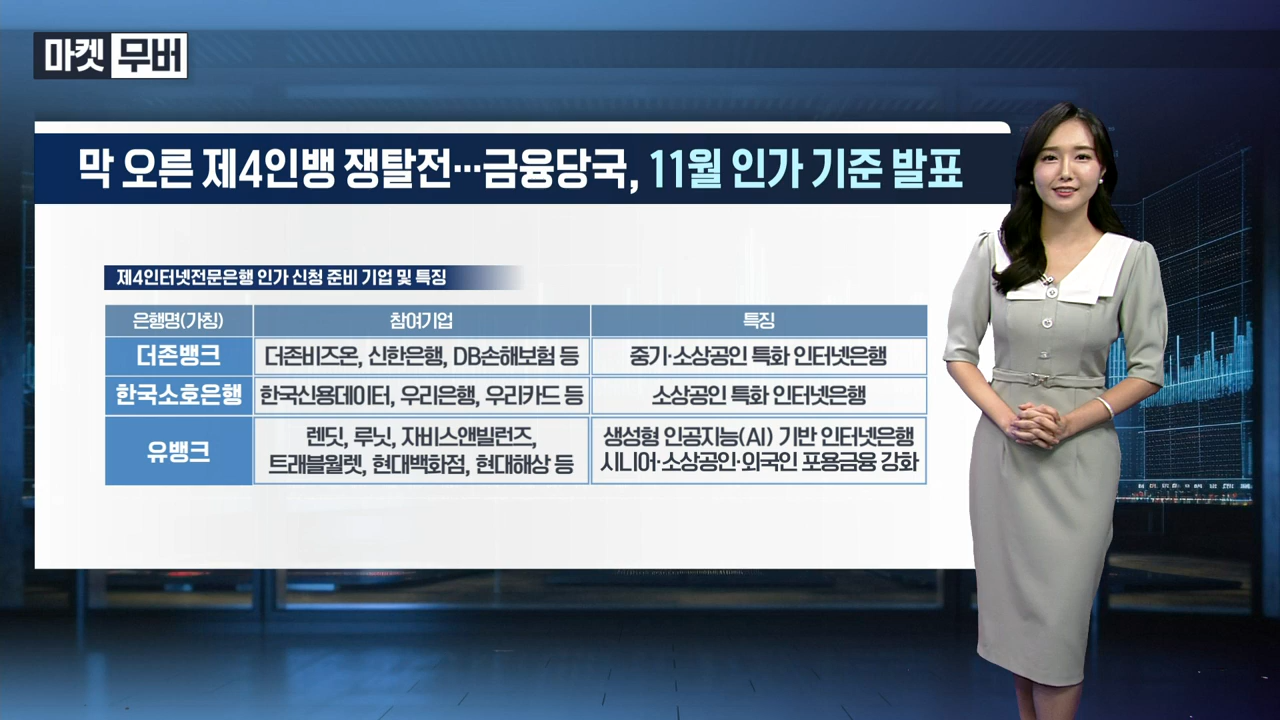 마켓 무버
막 오른 제4인뱅 쟁탈전…금융당국, 11월 인가 기준 발표
제4인터넷전문은행 인가 신청 준비 기업 및 특징
은행명(가칭) 참여기업 특징
더존뱅크 더존비즈온, 신한은행, DB손해보험 등 중기·소상공인 특화 인터넷은행
한국소호은행 한국신용데이터, 우리은행, 우리카드 등 소상공인 특화 인터넷은행
유뱅크 렌딧, 루닛, 자비스앤빌런즈,
트래블월렛, 현대백화점, 현대해상 등
생성형 인공지능(AI) 기반 인터넷은행
시니어·소상공인·외국인 포용금융 강화